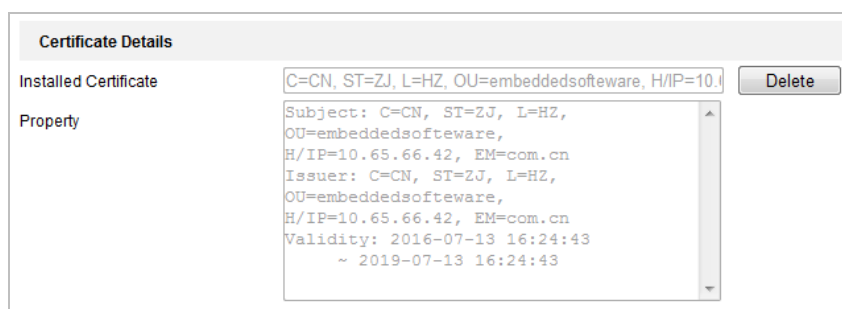 Certificate Details
Installed Certificate
C=CN, ST=ZJ, L=HZ, OU=embeddedsofteware, H/IP=10.
Delete
Property
Subject: C=CN, ST=ZJ, L=HZ,
OU=embeddedsofteware,
H/IP=10.65.66.42, EM=com.cn
Issuer: C=CN, ST=ZJ, L=HZ,
OU=embeddedsofteware,
H/IP=10.65.66.42, EM=com.cn
Validity: 2016-07-13 16:24:43
~ 2019-07-13 16:24:43